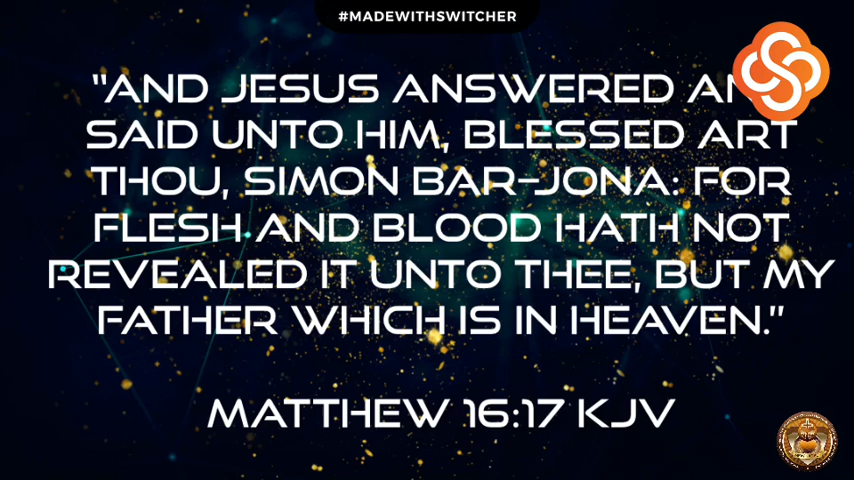 #MADEWITHSWITCHER
"AND JESUS ANSWERED
SAID UNTO HIM, BLESSED ART
THOU, SIMON BAR-JONA: FOR
FLESH AND BLOOD HATH NOT
REVEALED IT UNTO THEE, BUT MY
FATHER WHICH IS IN HEAVEN."
MATTHEW 16:17 KJV